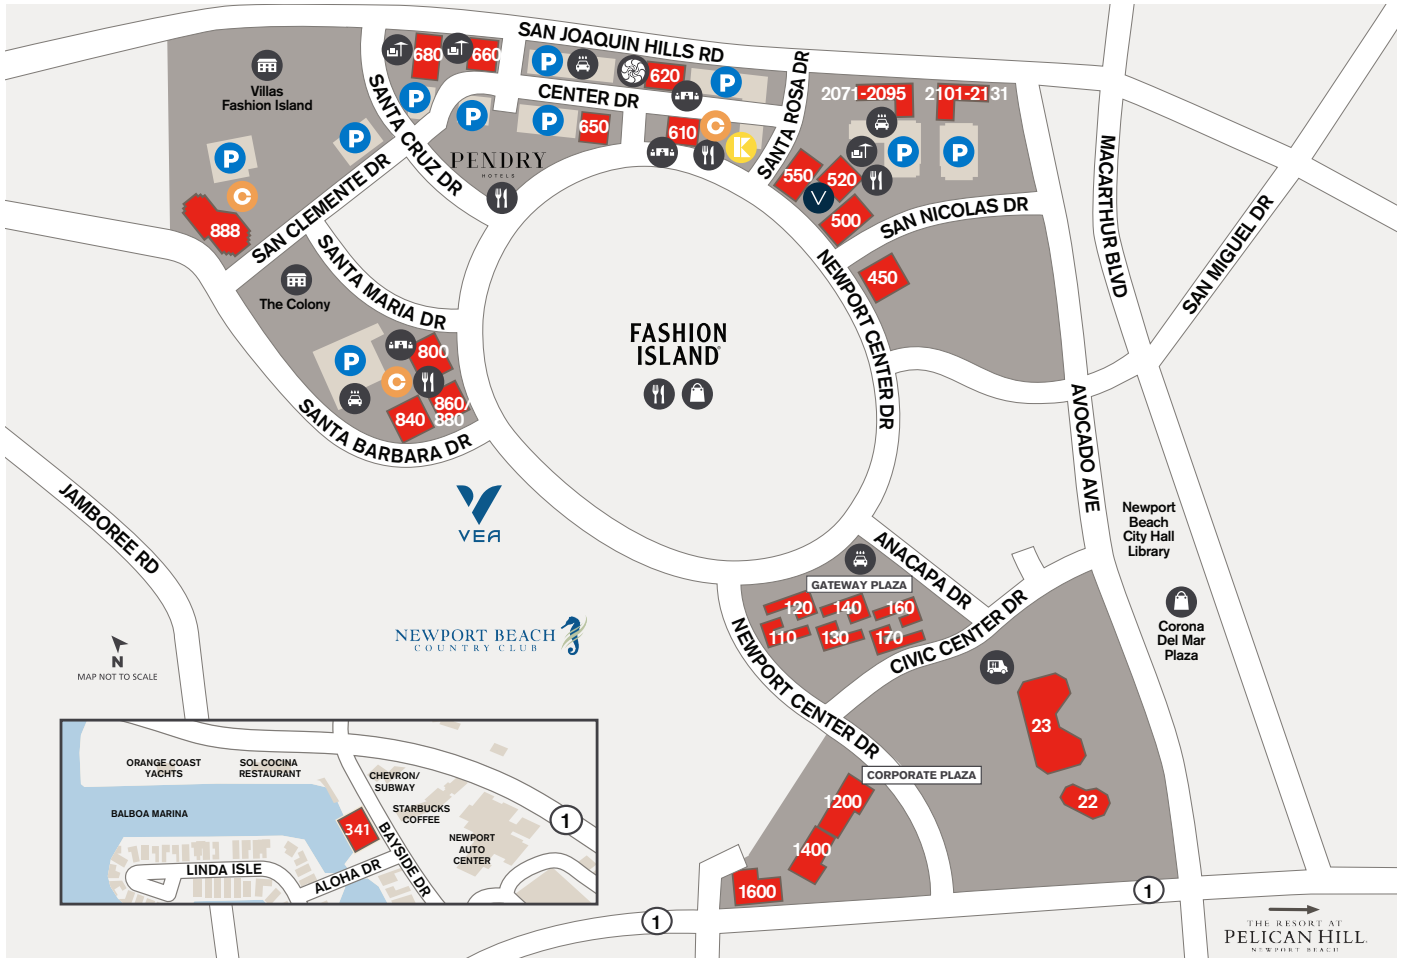 SAN JOAQUIN HILLS RD
680
660
P
P
620
P
Villas
Fashion Island
SANTA CRUZ DR
P
CENTER DR
SANTA ROSA DR
2071-2095
2101-2131
P
P
650
610
C
K
P
P
P
PENDRY
HOTELS
550
520
V
500
C
888
SAN CLEMENTE DR
SAN NICOLAS DR
MACARTHUR BLVD
SAN MIGUEL DR
SANTA MARIA DR
The Colony
450
NEWPORT CENTER DR
FASHION
ISLAND
P
800
C
860/
880
840
SANTA BARBARA DR
AVOCADO AVE
VEA
JAMBOREE RD
Newport
Beach
City Hall
Library
ANACAPA DR
GATEWAY PLAZA
120
140
160
110
130
170
CIVIC CENTER DR
Corona
Del Mar
Plaza
NEWPORT BEACH
COUNTRY CLUB
N
MAP NOT TO SCALE
NEWPORT CENTER DR
23
22
CORPORATE PLAZA
1200
1400
1600
1
1
ORANGE COAST
YACHTS
SOL COCINA
RESTAURANT
CHEVRON/
SUBWAY
STARBUCKS
COFFEE
BALBOA MARINA
341
BAYSIDE DR
NEWPORT
AUTO
CENTER
1
LINDA ISLE
ALOHA DR
THE RESORT AT
PELICAN HILL
NEWPORT BEACH